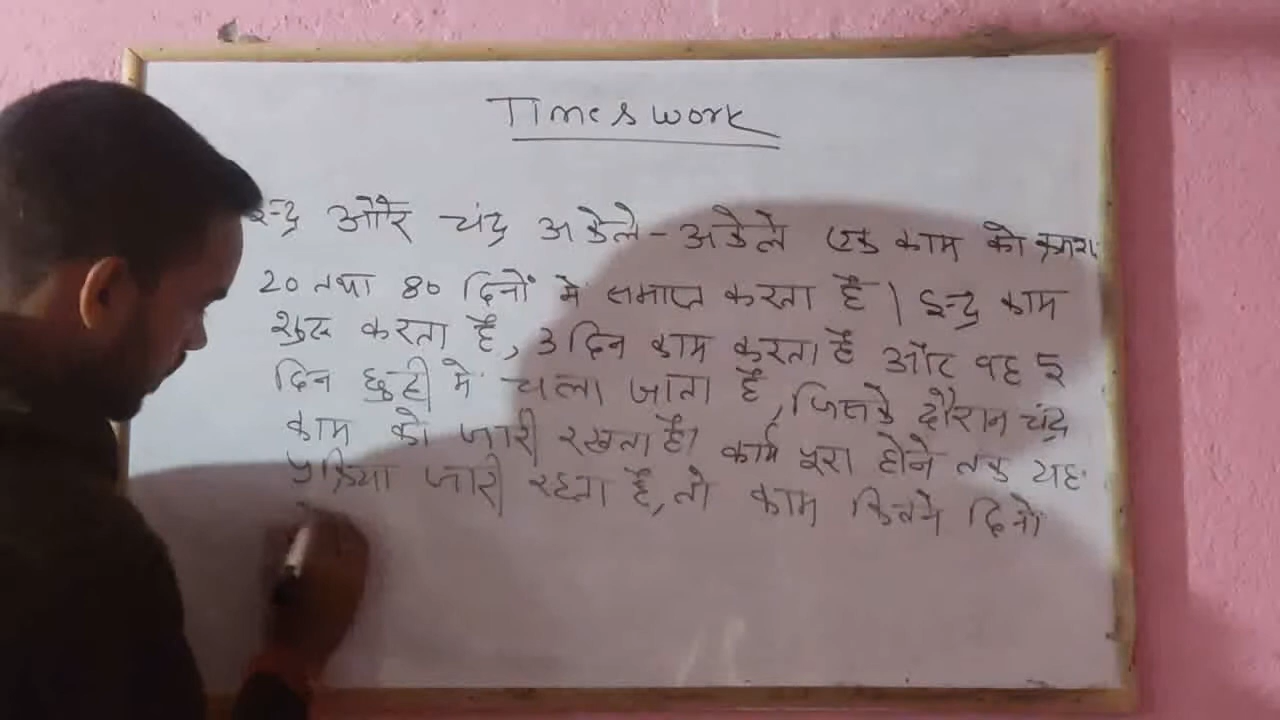 Time & work
इन्द्र और चंद्र अकेले-अकेले एक काम को क्रमशः
20 तथा 80 दिनों में समाप्त करता है | इन्द्र काम
शुरू करता है, 3 दिन काम करता है और वह 5
दिन छुट्टी में चला जाता है, जिसके दौरान चंद्र
काम को जारी रखता है। कार्य पूरा होने तक यह
प्रक्रिया जारी रहता है, तो काम कितने दिनों